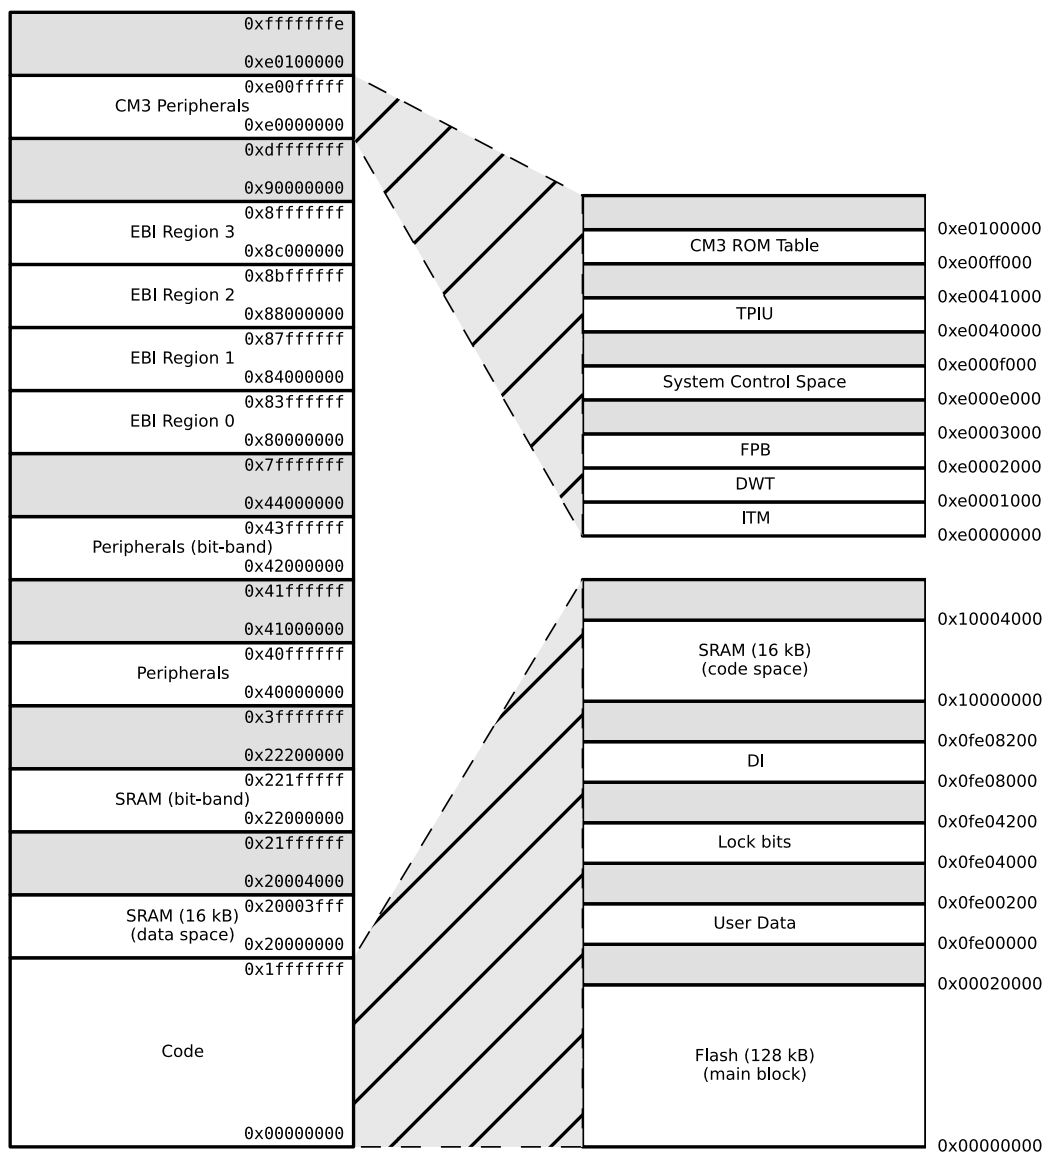 0xfffffffe
0xe0100000
0xe00fffff
CM3 Peripherals
0xe0000000
0xdfffffff
0x90000000
0x8fffffff
EBI Region 3
0x8c000000
0x8bffffff
EBI Region 2
0x88000000
0x87ffffff
EBI Region 1
0x84000000
0x83ffffff
EBI Region 0
0x80000000
0x7fffffff
0x44000000
0x43ffffff
Peripherals (bit-band)
0x42000000
0x41ffffff
0x41000000
0x40ffffff
Peripherals
0x40000000
0x3fffffff
0x22200000
0x221fffff
SRAM (bit-band)
0x22000000
0x21ffffff
0x20004000
0x20003fff
SRAM (16 kB)
(data space)
0x20000000
0x1fffffff
Code
0x00000000
0xe0100000
CM3 ROM Table
0xe00ff000
0xe0041000
TPIU
0xe0040000
0xe000f000
System Control Space
0xe000e000
0xe0003000
FPB
0xe0002000
DWT
0xe0001000
ITM
0xe0000000
0x10004000
SRAM (16 kB)
(code space)
0x10000000
0x0fe08200
DI
0x0fe08000
0x0fe04200
Lock bits
0x0fe04000
0x0fe00200
User Data
0x0fe00000
0x00020000
Flash (128 kB)
(main block)
0x00000000